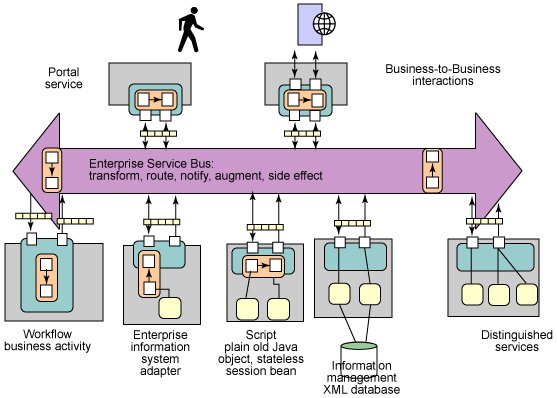 Portal
service
Business-to-Business
interactions
Enterprise Service Bus:
transform, route, notify, augment, side effect
Workflow
business activity
Enterprise
information
system
adapter
Script
plain old Java
object, stateless
session bean
Information
management
XML database
Distinguished
services